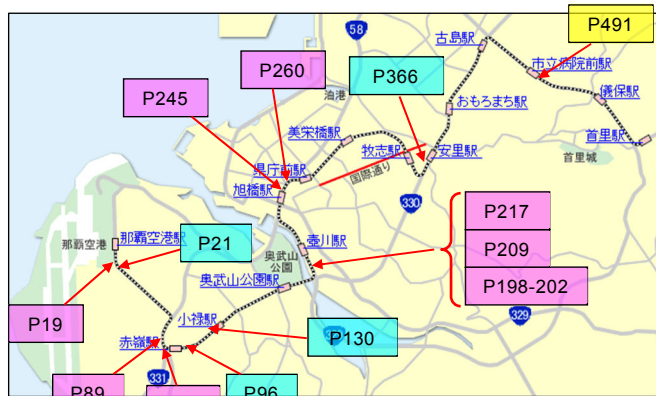 P491
58
古島駅
P260
P366
市立病院前駅
泊港
P245
おもろまち駅
儀保駅
美栄橋駅
首里駅
牧志駅
安里駅
首里城
県庁前駅
国際通り
旭橋駅
330
P217
那覇空港
那覇空港駅
P21
壺川駅
奥武山
公園
P209
奥武山公園駅
P198-202
P19
小禄駅
329
赤嶺駅
P130
331
P89
P96